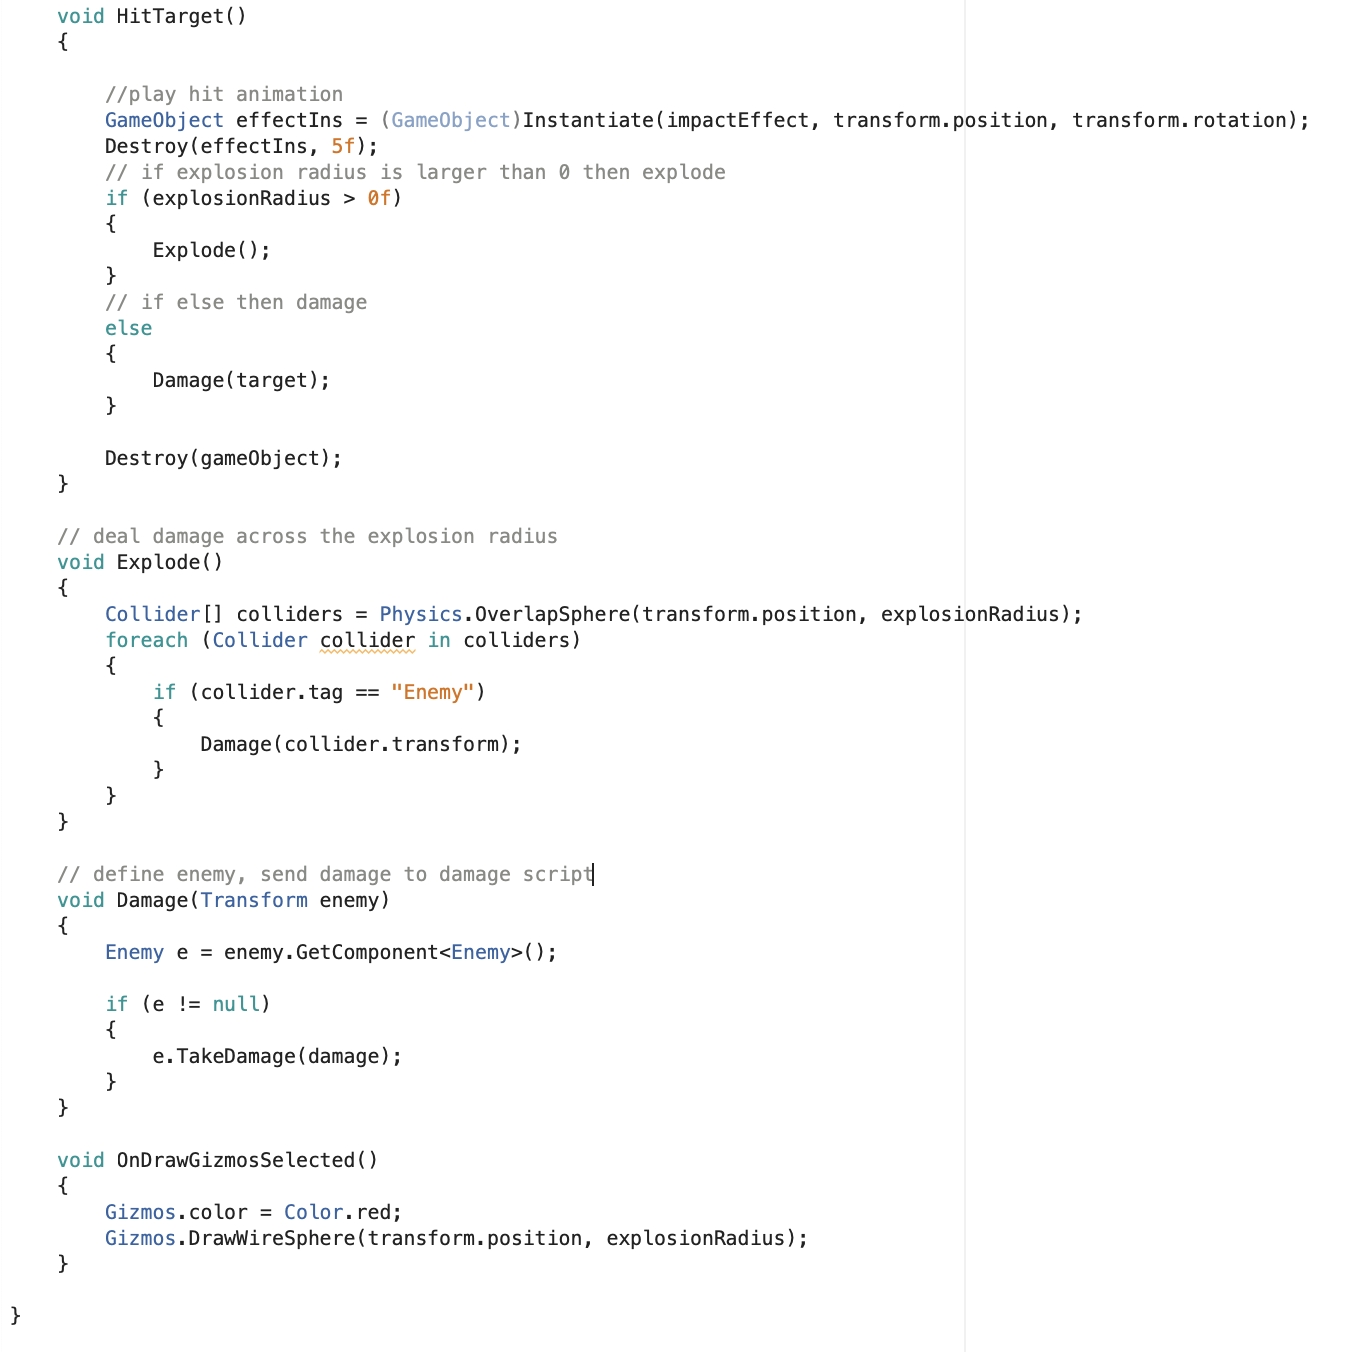 void HitTarget()
{
//play hit animation
GameObject effectIns = (GameObject)Instantiate(impactEffect, transform.position, transform.rotation);
Destroy(effectIns, 5f);
// if explosion radius is larger than 0 then explode
if (explosionRadius > 0f)
{
Explode();
}
// if else then damage
else
{
Damage(target);
}
Destroy(gameObject);
}
// deal damage across the explosion radius
void Explode()
{
Collider[] colliders = Physics.OverlapSphere(transform.position, explosionRadius);
foreach (Collider collider in colliders)
{
if (collider.tag == "Enemy")
{
Damage(collider.transform);
}
}
}
// define enemy, send damage to damage script
void Damage(Transform enemy)
{
Enemy e = enemy.GetComponent<Enemy>();
if (e != null)
{
e.TakeDamage(damage);
}
}
void OnDrawGizmosSelected()
{
Gizmos.color = Color.red;
Gizmos.DrawWireSphere(transform.position, explosionRadius);
}
}